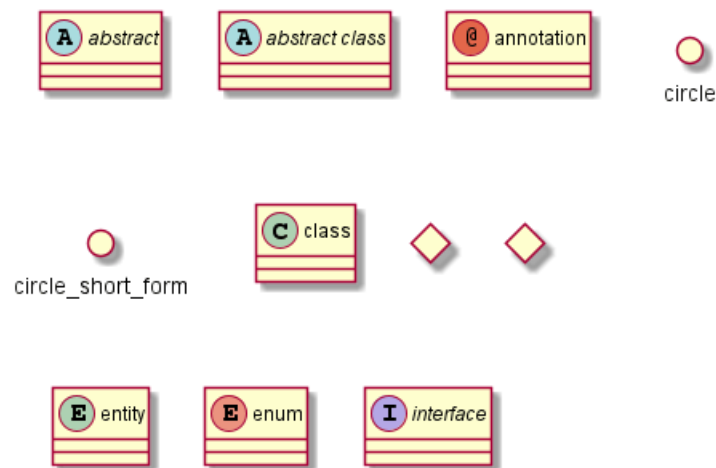 A abstract
A abstract class
@ annotation
circle
circle_short_form
C class
E entity
E enum
I interface